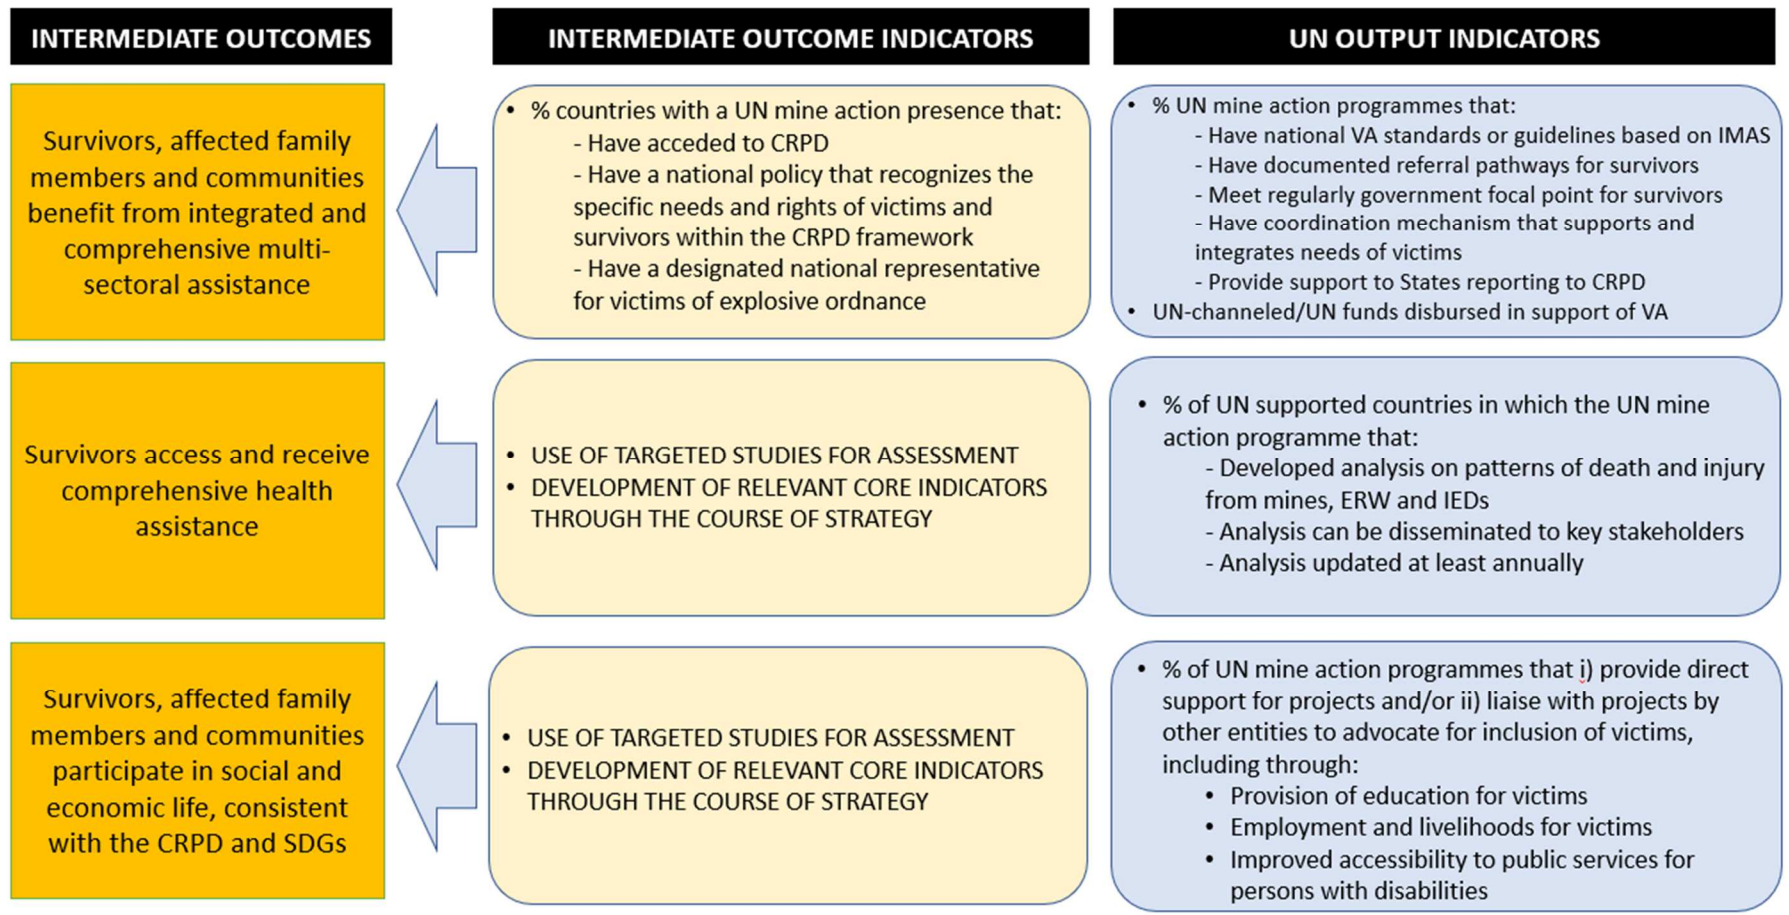 INTERMEDIATE OUTCOMES
INTERMEDIATE OUTCOME INDICATORS
UN OUTPUT INDICATORS
Survivors, affected family
members and communities
benefit from integrated and
comprehensive multi-
sectoral assistance
• % countries with a UN mine action presence that:
- Have acceded to CRPD
- Have a national policy that recognizes the
specific needs and rights of victims and
survivors within the CRPD framework
- Have a designated national representative
for victims of explosive ordnance
• % UN mine action programmes that:
- Have national VA standards or guidelines based on IMAS
- Have documented referral pathways for survivors
- Meet regularly government focal point for survivors
- Have coordination mechanism that supports and
integrates needs of victims
- Provide support to States reporting to CRPD
• UN-channeled/UN funds disbursed in support of VA
Survivors access and receive
comprehensive health
assistance
• USE OF TARGETED STUDIES FOR ASSESSMENT
• DEVELOPMENT OF RELEVANT CORE INDICATORS
THROUGH THE COURSE OF STRATEGY
• % of UN supported countries in which the UN mine
action programme that:
- Developed analysis on patterns of death and injury
from mines, ERW and IEDs
- Analysis can be disseminated to key stakeholders
- Analysis updated at least annually
Survivors, affected family
members and communities
participate in social and
economic life, consistent
with the CRPD and SDGs
• USE OF TARGETED STUDIES FOR ASSESSMENT
• DEVELOPMENT OF RELEVANT CORE INDICATORS
THROUGH THE COURSE OF STRATEGY
• % of UN mine action programmes that i) provide direct
support for projects and/or ii) liaise with projects by
other entities to advocate for inclusion of victims,
including through:
• Provision of education for victims
• Employment and livelihoods for victims
• Improved accessibility to public services for
persons with disabilities